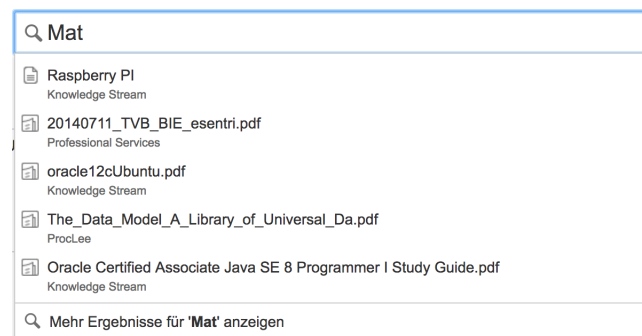 Mat
Raspberry PI
Knowledge Stream
20140711_TVB_BIE_esentri.pdf
Professional Services
oracle12cUbuntu.pdf
Knowledge Stream
The_Data_Model_A_Library_of_Universal_Da.pdf
ProcLee
Oracle Certified Associate Java SE 8 Programmer I Study Guide.pdf
Knowledge Stream
Mehr Ergebnisse für 'Mat' anzeigen